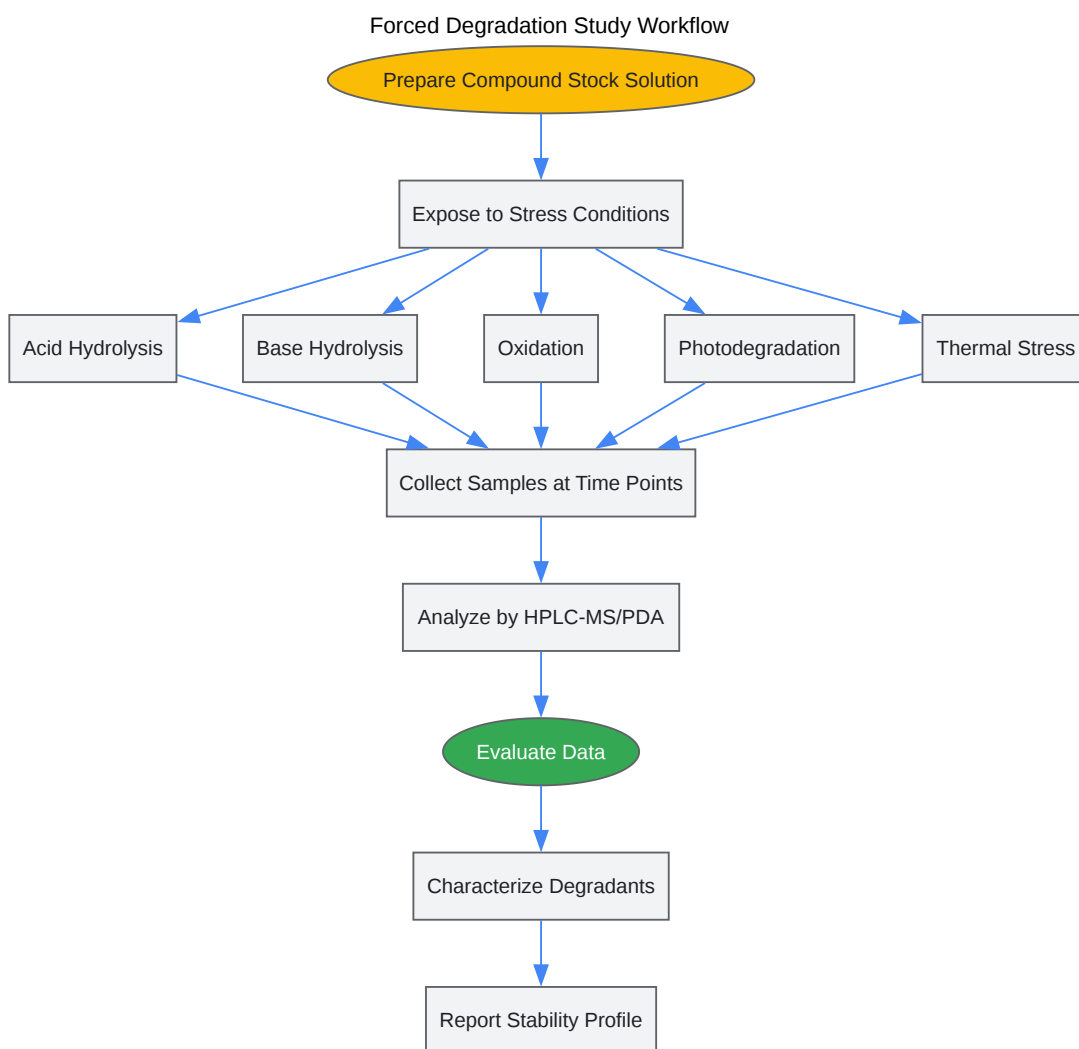 Forced Degradation Study Workflow
Prepare Compound Stock Solution
Expose to Stress Conditions
Acid Hydrolysis
Base Hydrolysis
Oxidation
Photodegradation
Thermal Stress
Collect Samples at Time Points
Analyze by HPLC-MS/PDA
Evaluate Data
Characterize Degradants
Report Stability Profile